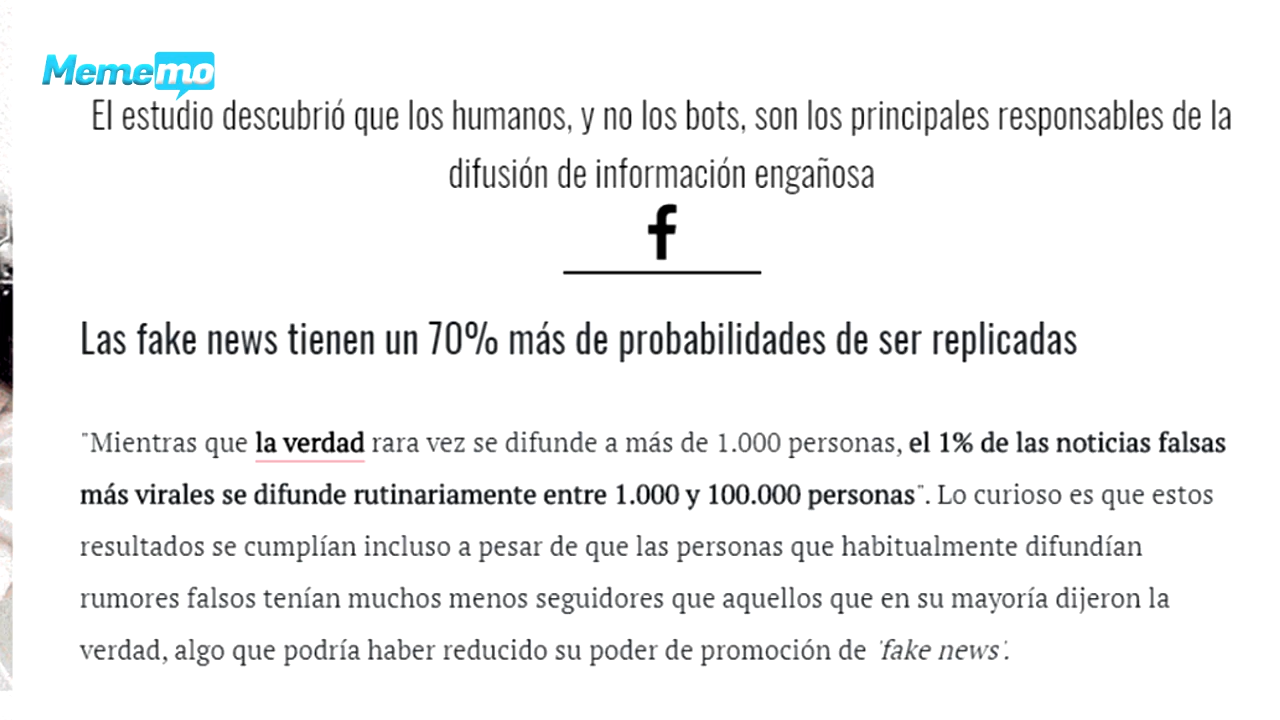 Mememo
El estudio descubrió que los humanos, y no los bots, son los principales responsables de la
difusión de información engañosa
f
Las fake news tienen un 70% más de probabilidades de ser replicadas
"Mientras que la verdad rara vez se difunde a más de 1.000 personas, el 1% de las noticias falsas
más virales se difunde rutinariamente entre 1.000 y 100.000 personas". Lo curioso es que estos
resultados se cumplían incluso a pesar de que las personas que habitualmente difundían
rumores falsos tenían muchos menos seguidores que aquellos que en su mayoría dijeron la
verdad, algo que podría haber reducido su poder de promoción de 'fake news'.